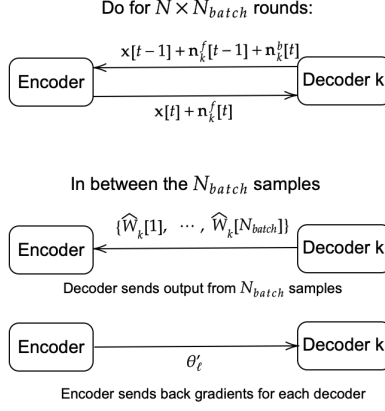 Do for N × N_batch rounds:
x[t−1] + n_k^f[t−1] + n_k^b[t]
Encoder
Decoder k
x[t] + n_k^f[t]
In between the N_batch samples
{Ŵ_k[1], ⋯ , Ŵ_k[N_batch]}
Encoder
Decoder k
Decoder sends output from N_batch samples
Encoder
Decoder k
θ′_ℓ
Encoder sends back gradients for each decoder